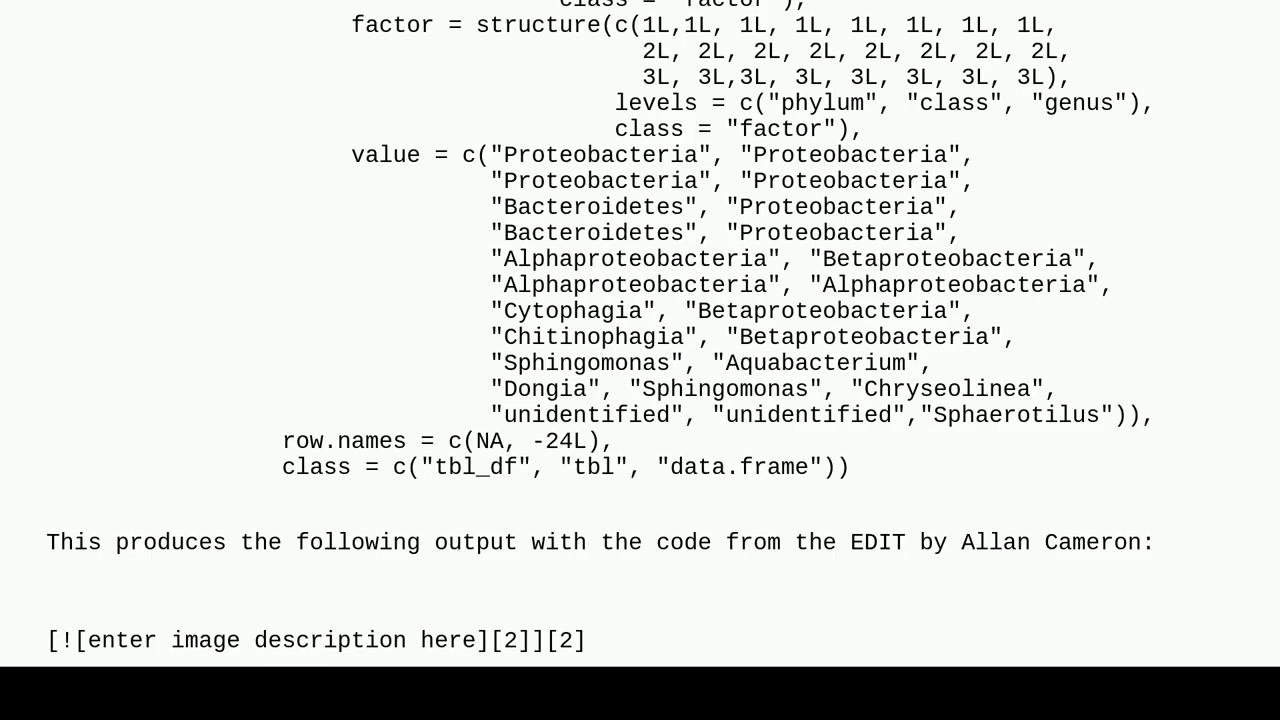 class = "factor"),
factor = structure(c(1L,1L, 1L, 1L, 1L, 1L, 1L, 1L,
2L, 2L, 2L, 2L, 2L, 2L, 2L, 2L,
3L, 3L,3L, 3L, 3L, 3L, 3L, 3L),
levels = c("phylum", "class", "genus"),
class = "factor"),
value = c("Proteobacteria", "Proteobacteria",
"Proteobacteria", "Proteobacteria",
"Bacteroidetes", "Proteobacteria",
"Bacteroidetes", "Proteobacteria",
"Alphaproteobacteria", "Betaproteobacteria",
"Alphaproteobacteria", "Alphaproteobacteria",
"Cytophagia", "Betaproteobacteria",
"Chitinophagia", "Betaproteobacteria",
"Sphingomonas", "Aquabacterium",
"Dongia", "Sphingomonas", "Chryseolinea",
"unidentified", "unidentified","Sphaerotilus")),
row.names = c(NA, -24L),
class = c("tbl_df", "tbl", "data.frame"))
This produces the following output with the code from the EDIT by Allan Cameron:
[![enter image description here][2]][2]